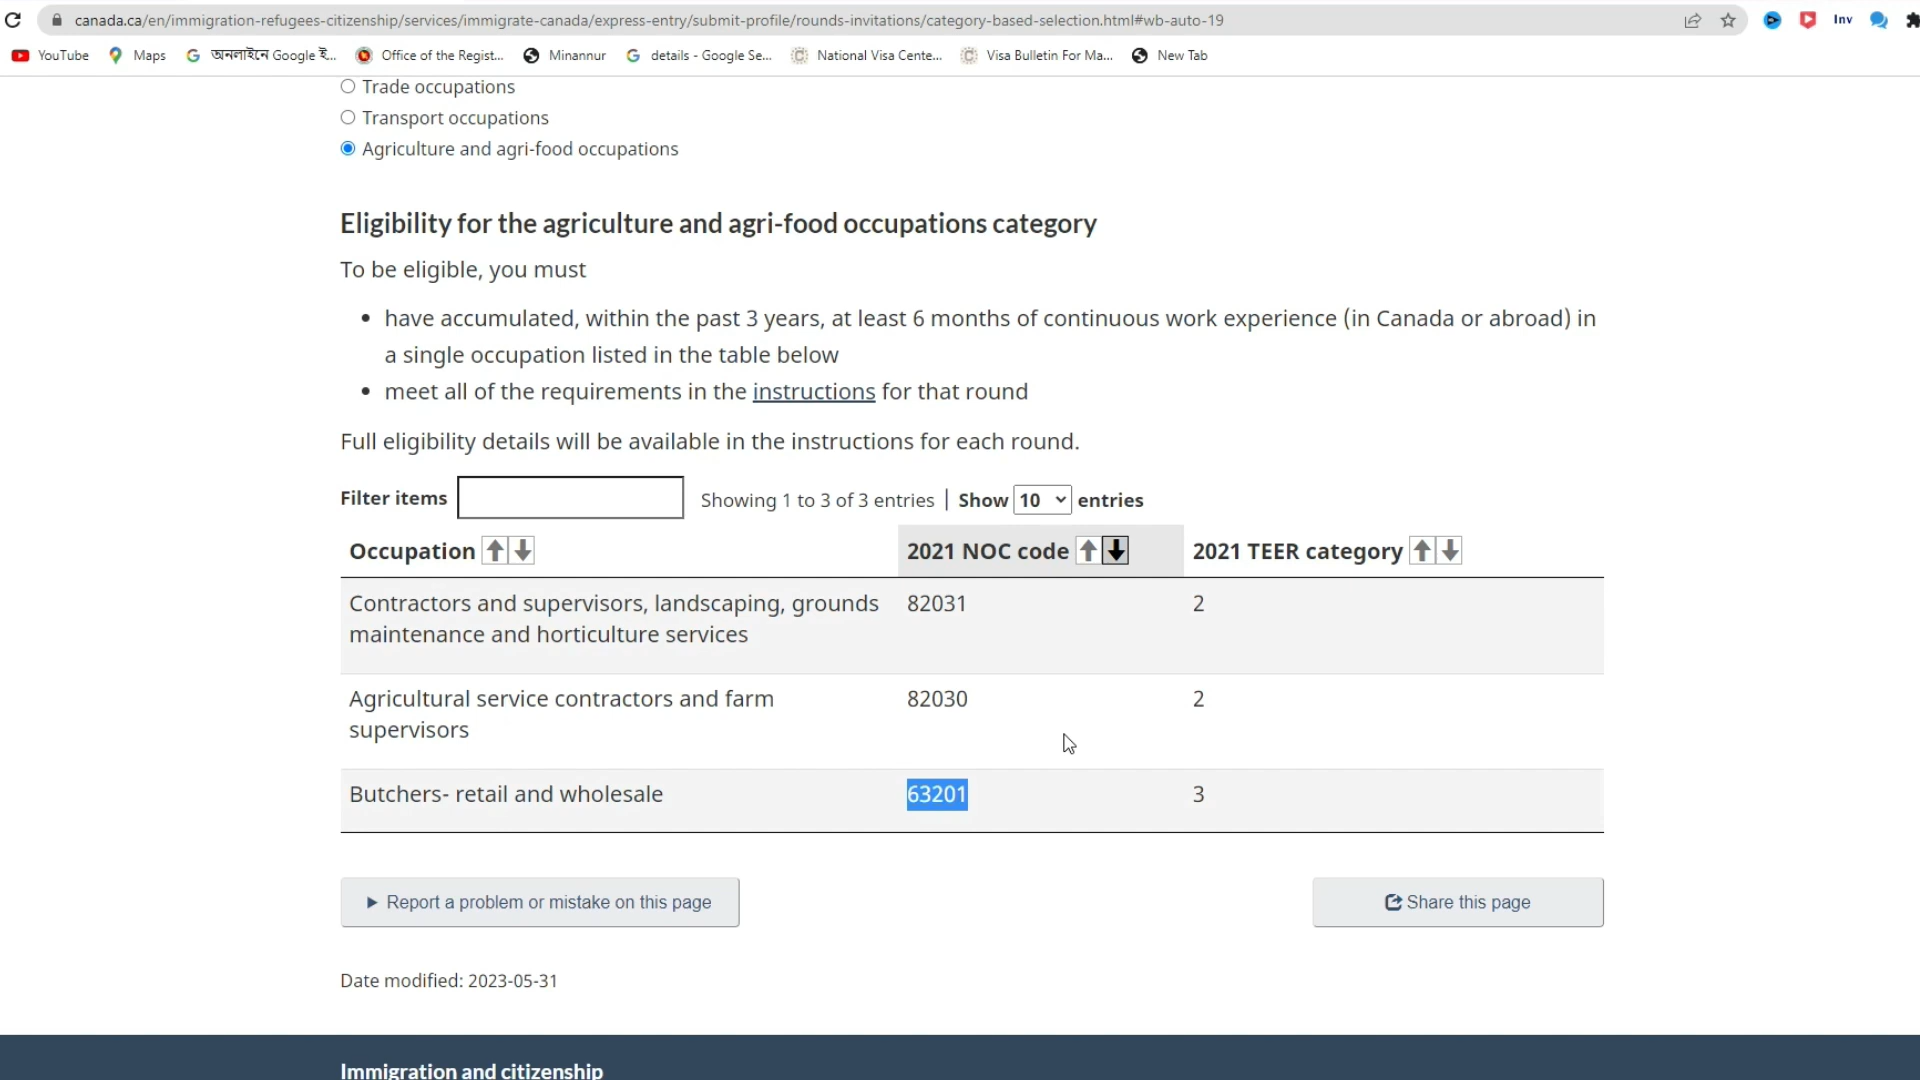 canada.ca/en/immigration-refugees-citizenship/services/immigrate-canada/express-entry/submit-profile/rounds-invitations/category-based-selection.html#wb-auto-19
Inv
YouTube Maps অনলাইনে Google ই... Office of the Regist... Minannur details - Google Se... National Visa Cente... Visa Bulletin For Ma... New Tab
Trade occupations
Transport occupations
Agriculture and agri-food occupations
Eligibility for the agriculture and agri-food occupations category
To be eligible, you must
• have accumulated, within the past 3 years, at least 6 months of continuous work experience (in Canada or abroad) in
a single occupation listed in the table below
• meet all of the requirements in the instructions for that round
Full eligibility details will be available in the instructions for each round.
Filter items Showing 1 to 3 of 3 entries | Show 10 entries
Occupation 2021 NOC code 2021 TEER category
Contractors and supervisors, landscaping, grounds 82031 2
maintenance and horticulture services
Agricultural service contractors and farm 82030 2
supervisors
Butchers- retail and wholesale 63201 3
Report a problem or mistake on this page Share this page
Date modified: 2023-05-31
Immigration and citizenship